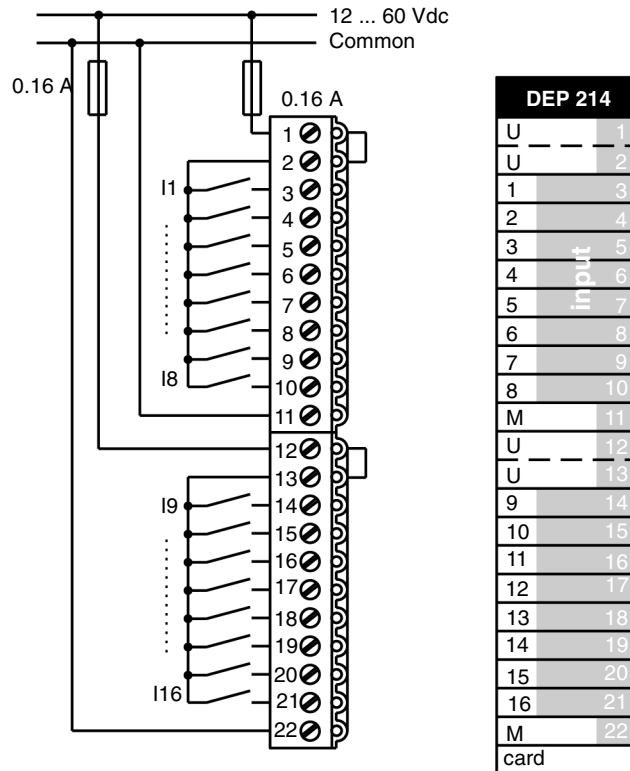 12 ... 60 Vdc
Common
0.16 A
0.16 A
1
2
I1
3
4
5
6
7
8
9
I8
10
11
12
13
I9
14
15
16
17
18
19
20
I16
21
22
DEP 214
U 1
U 2
1 3
2 4
3 5
4 6
5 7
6 8
7 9
8 10
input
M 11
U 12
U 13
9 14
10 15
11 16
12 17
13 18
14 19
15 20
16 21
M 22
card